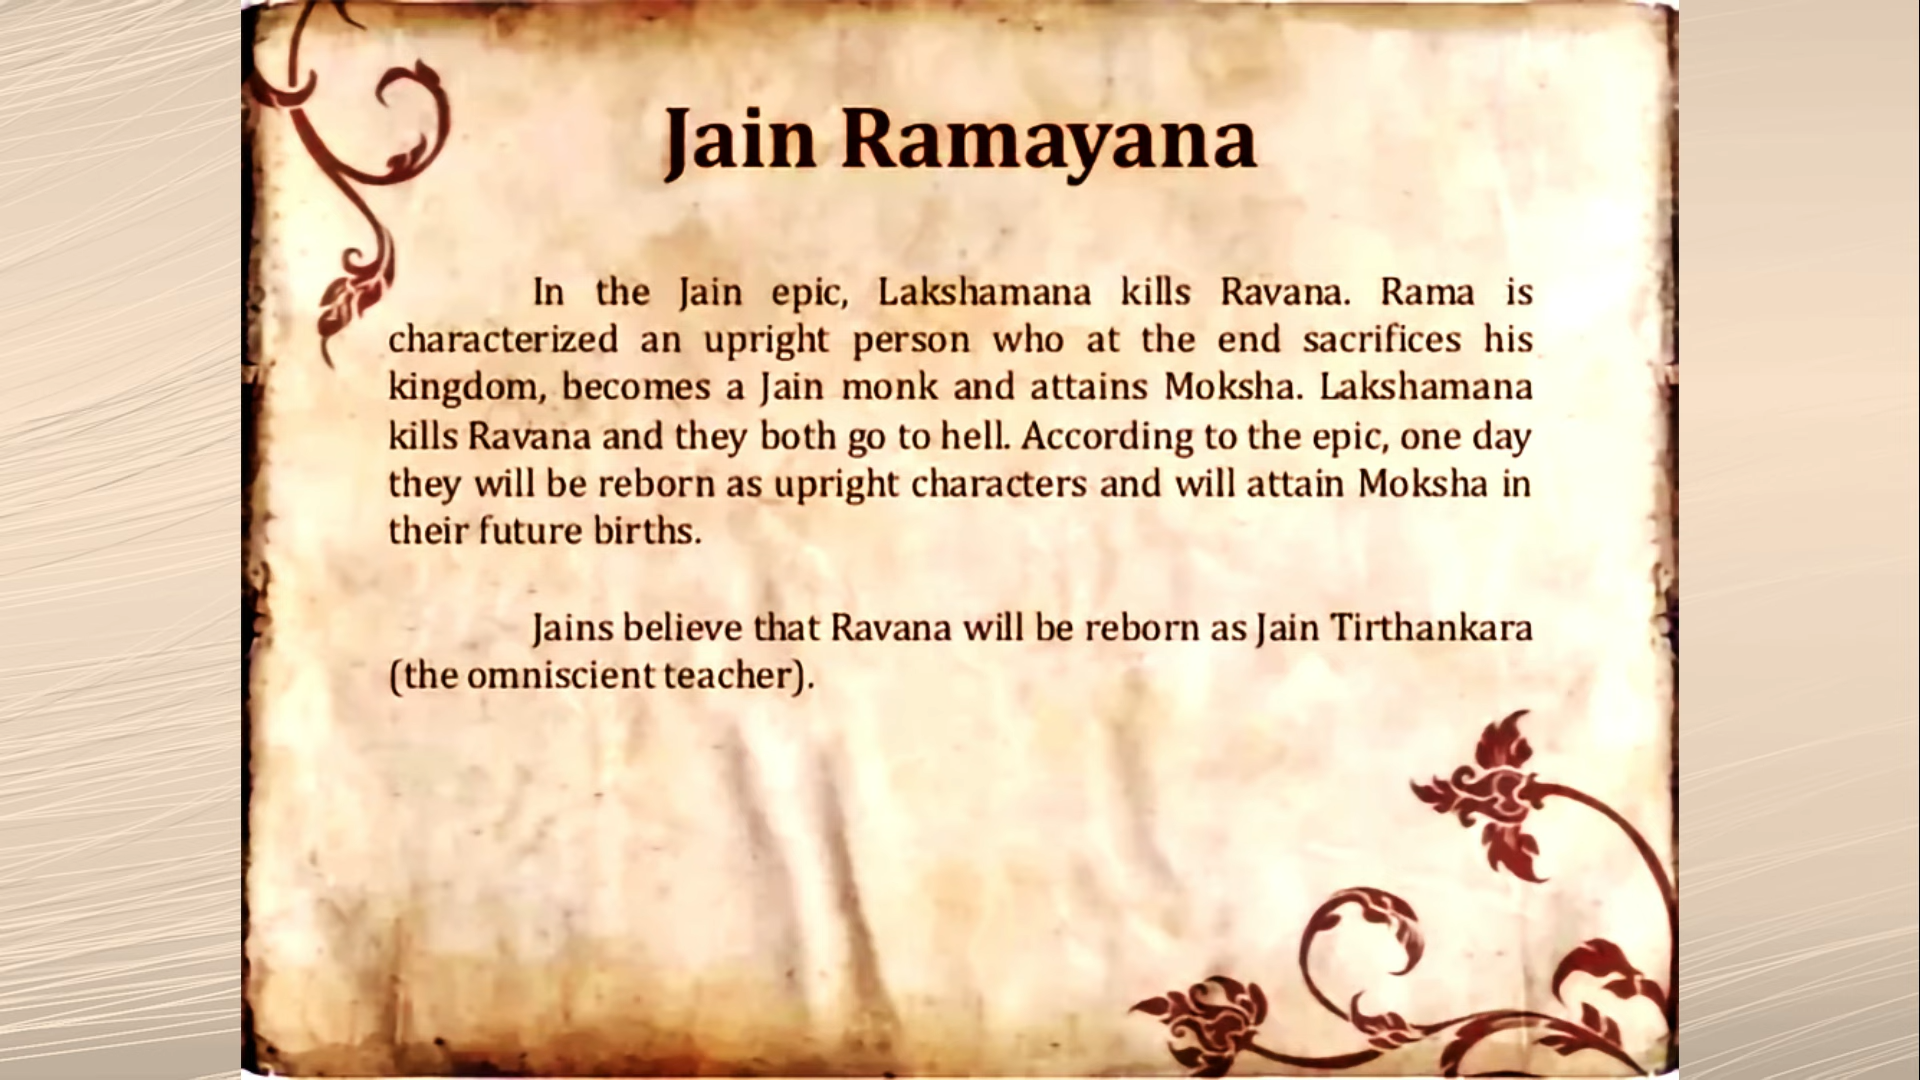 Jain Ramayana
In the Jain epic, Lakshamana kills Ravana. Rama is
characterized an upright person who at the end sacrifices his
kingdom, becomes a Jain monk and attains Moksha. Lakshamana
kills Ravana and they both go to hell. According to the epic, one day
they will be reborn as upright characters and will attain Moksha in
their future births.
Jains believe that Ravana will be reborn as Jain Tirthankara
(the omniscient teacher).